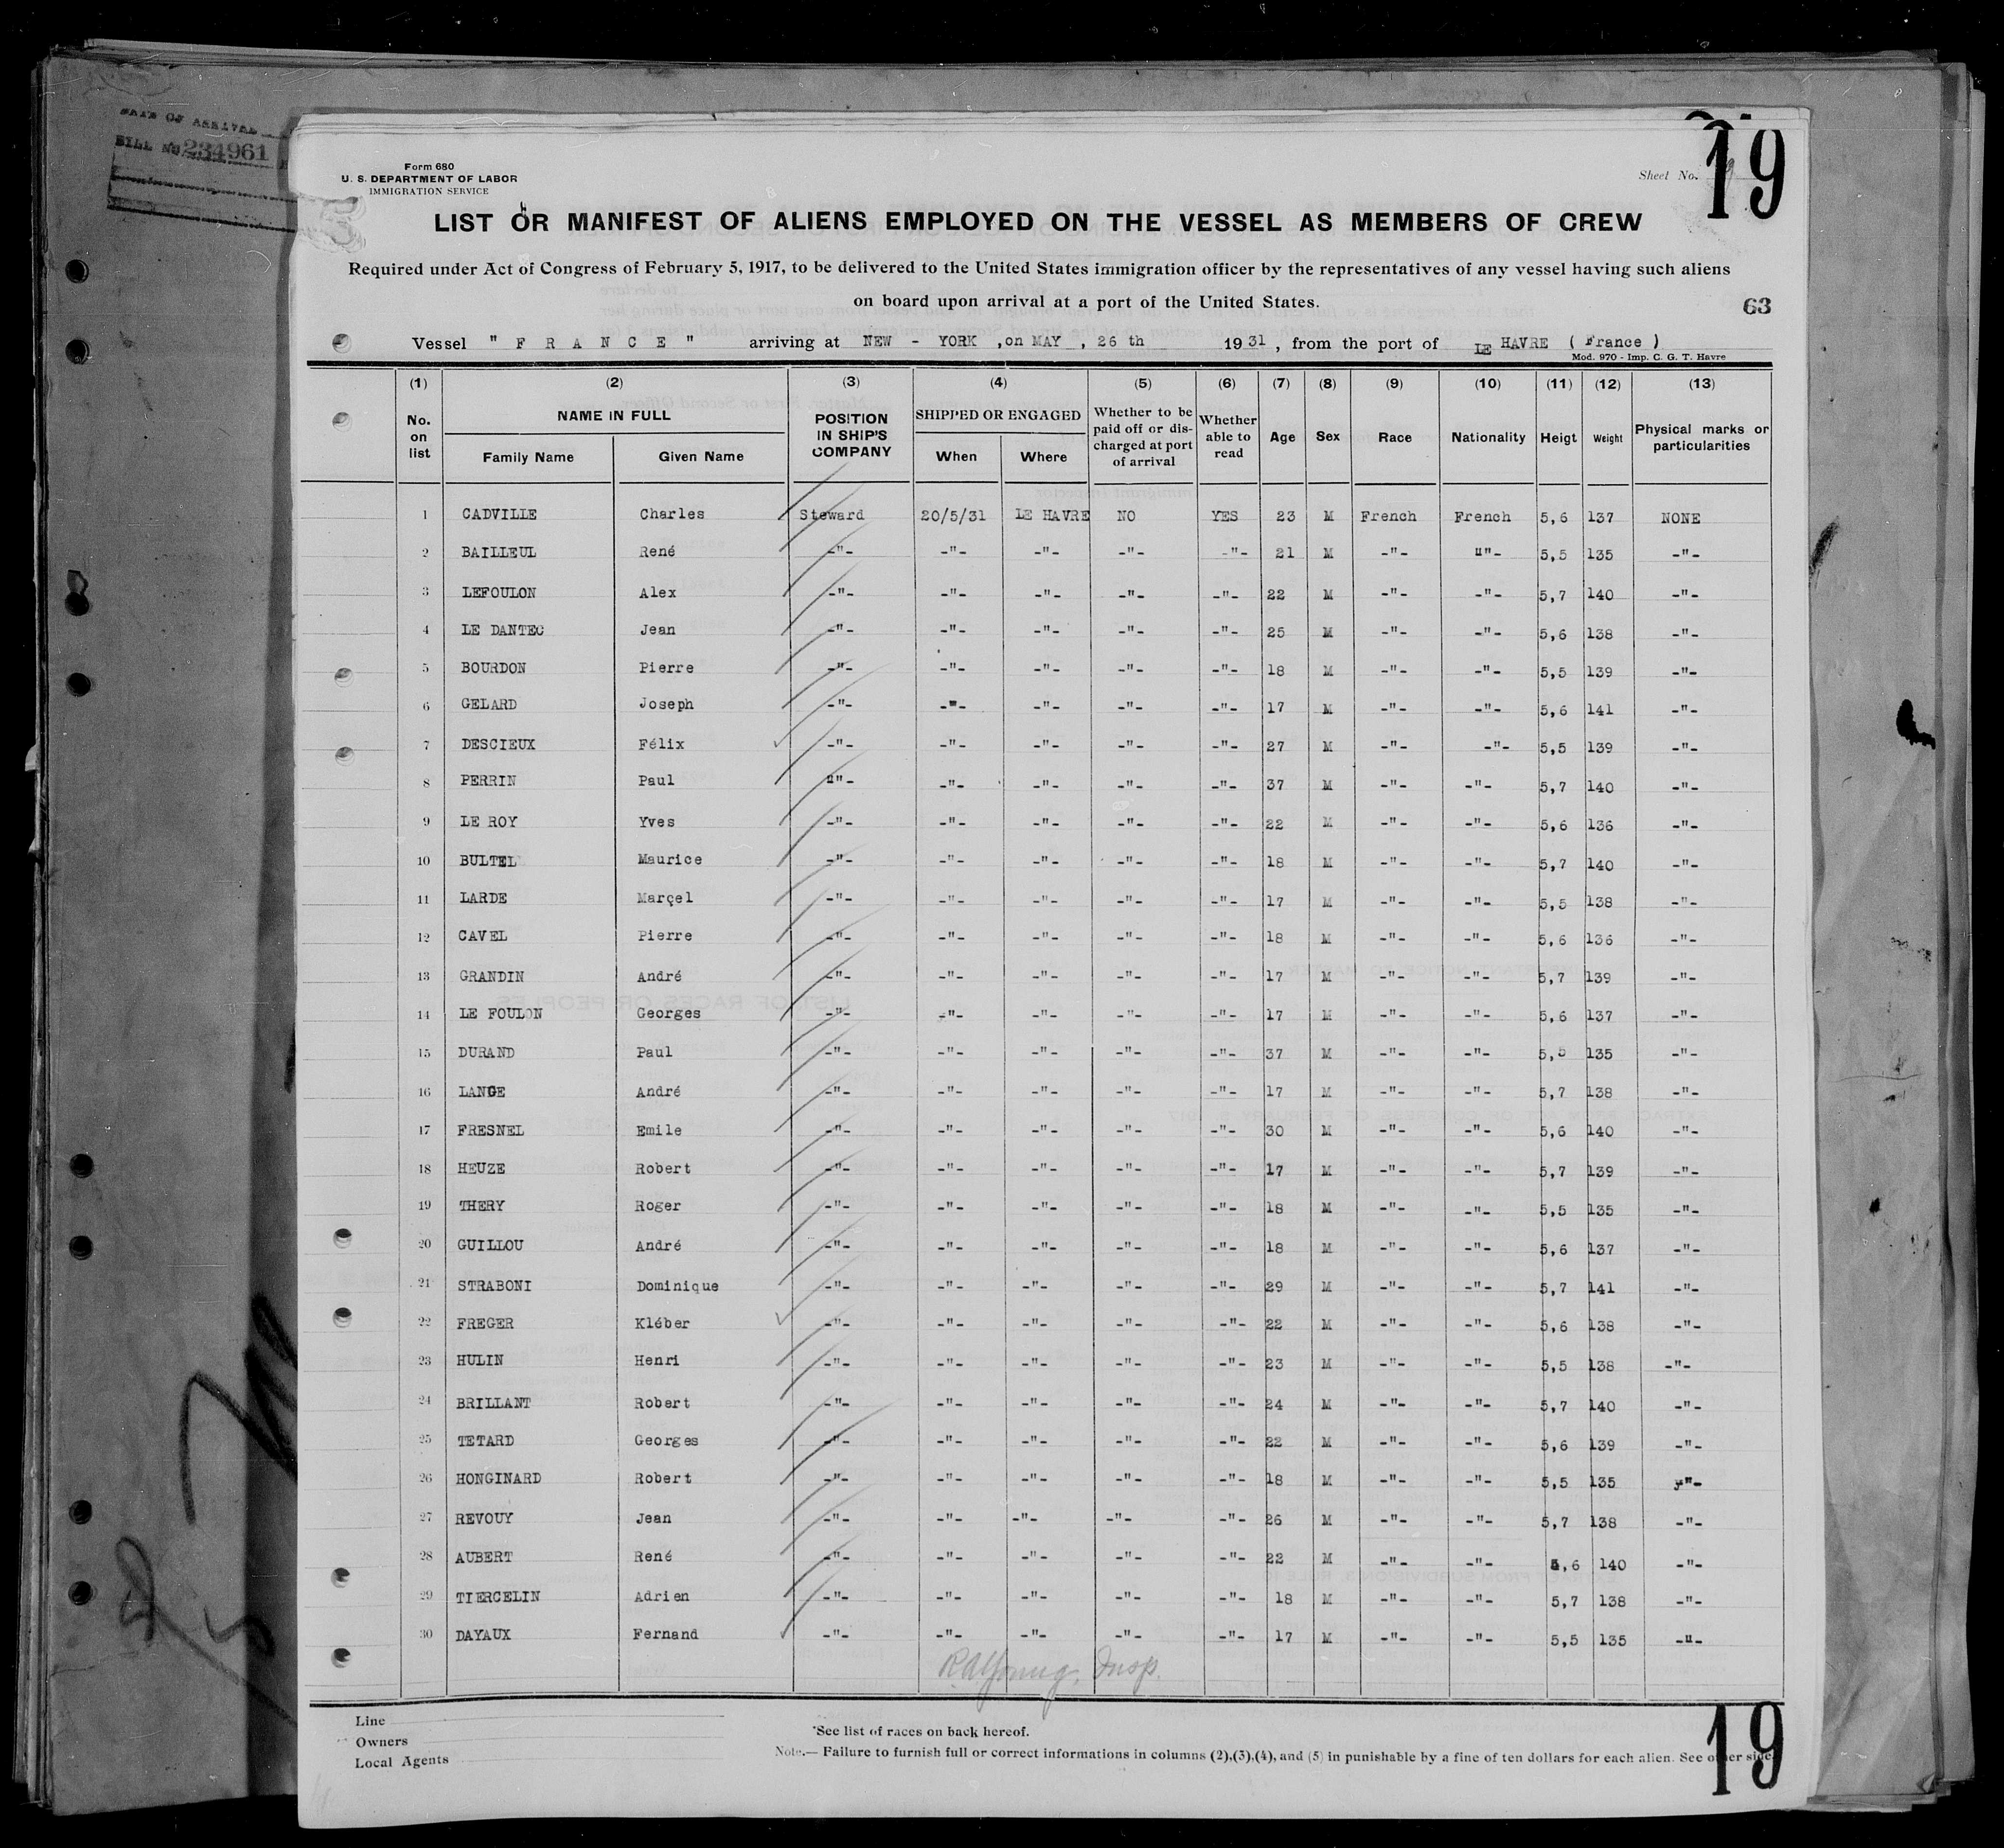 DATE OF ARRIVAL
BILL NO 234961
Form 680
U. S. DEPARTMENT OF LABOR
IMMIGRATION SERVICE
Sheet No.
19
LIST OR MANIFEST OF ALIENS EMPLOYED ON THE VESSEL AS MEMBERS OF CREW
Required under Act of Congress of February 5, 1917, to be delivered to the United States immigration officer by the representatives of any vessel having such aliens
on board upon arrival at a port of the United States.
63
Vessel " F R A N C E " arriving at NEW - YORK , on MAY , 26 th 1931 , from the port of LE HAVRE ( France )
Mod. 970 - Imp. C. G. T. Havre
(1) (2) (3) (4) (5) (6) (7) (8) (9) (10) (11) (12) (13)
No. on list NAME IN FULL Family Name Given Name POSITION IN SHIP'S COMPANY SHIPPED OR ENGAGED When Where Whether to be paid off or discharged at port of arrival Whether able to read Age Sex Race Nationality Heigt Weight Physical marks or particularities
1 CADVILLE Charles Steward 20/5/31 LE HAVRE NO YES 23 M French French 5,6 137 NONE
2 BAILLEUL René -"- -"- -"- -"- -"- 21 M -"- "- 5,5 135 -"-
3 LEFOULON Alex -"- -"- -"- -"- -"- 22 M -"- -"- 5,7 140 -"-
4 LE DANTEC Jean -"- -"- -"- -"- -"- 25 M -"- -"- 5,6 138 -"-
5 BOURDON Pierre -"- -"- -"- -"- -"- 18 M -"- -"- 5,5 139 -"-
6 GELARD Joseph -"- -"- -"- -"- -"- 17 M -"- -"- 5,6 141 -"-
7 DESCIEUX Félix -"- -"- -"- -"- -"- 27 M -"- -"- 5,5 139 -"-
8 PERRIN Paul "- -"- -"- -"- -"- 37 M -"- -"- 5,7 140 -"-
9 LE ROY Yves -"- -"- -"- -"- -"- 22 M -"- -"- 5,6 136 -"-
10 BULTEL Maurice -"- -"- -"- -"- -"- 18 M -"- -"- 5,7 140 -"-
11 LARDE Marçel -"- -"- -"- -"- -"- 17 M -"- -"- 5,5 138 -"-
12 CAVEL Pierre -"- -"- -"- -"- -"- 18 M -"- -"- 5,6 136 -"-
13 GRANDIN André -"- -"- -"- -"- -"- 17 M -"- -"- 5,7 139 -"-
14 LE FOULON Georges -"- -"- -"- -"- -"- 17 M -"- -"- 5,6 137 -"-
15 DURAND Paul -"- -"- -"- -"- -"- 37 M -"- -"- 5,5 135 -"-
16 LANGE André -"- -"- -"- -"- -"- 17 M -"- -"- 5,7 138 -"-
17 FRESNEL Emile -"- -"- -"- -"- -"- 30 M -"- -"- 5,6 140 -"-
18 HEUZE Robert -"- -"- -"- -"- -"- 17 M -"- -"- 5,7 139 -"-
19 THERY Roger -"- -"- -"- -"- -"- 18 M -"- -"- 5,5 135 -"-
20 GUILLOU André -"- -"- -"- -"- -"- 18 M -"- -"- 5,6 137 -"-
21 STRABONI Dominique -"- -"- -"- -"- -"- 29 M -"- -"- 5,7 141 -"-
22 FREGER Kléber -"- -"- -"- -"- -"- 22 M -"- -"- 5,6 138 -"-
23 HULIN Henri -"- -"- -"- -"- -"- 23 M -"- -"- 5,5 138 -"-
24 BRILLANT Robert -"- -"- -"- -"- -"- 24 M -"- -"- 5,7 140 -"-
25 TETARD Georges -"- -"- -"- -"- -"- 22 M -"- -"- 5,6 139 -"-
26 HONGINARD Robert -"- -"- -"- -"- -"- 18 M -"- -"- 5,5 135 -"-
27 REVOUY Jean -"- -"- -"- -"- -"- 26 M -"- -"- 5,7 138 -"-
28 AUBERT René -"- -"- -"- -"- -"- 22 M -"- -"- 5,6 140 -"-
29 TIERCELIN Adrien -"- -"- -"- -"- -"- 18 M -"- -"- 5,7 138 -"-
30 DAYAUX Fernand -"- -"- -"- -"- -"- 17 M -"- -"- 5,5 135 -"-
R A Young, Insp.
Line
Owners
Local Agents
*See list of races on back hereof.
Note.— Failure to furnish full or correct informations in columns (2),(3),(4), and (5) in punishable by a fine of ten dollars for each alien. See other side.
19